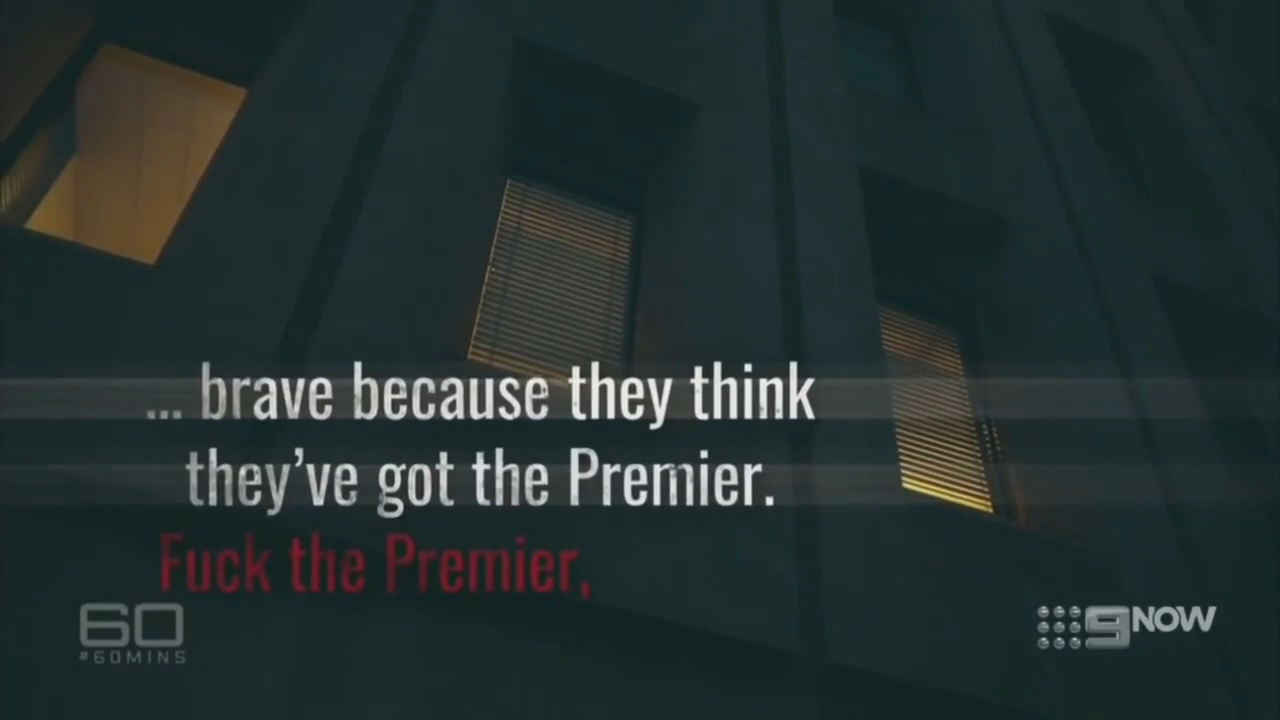 ... brave because they think
they've got the Premier.
Fuck the Premier,
60
#60MINS
9NOW